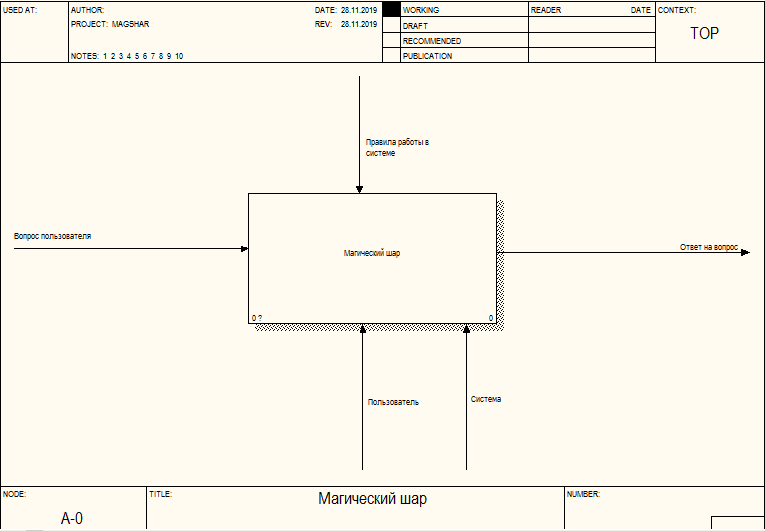 USED AT:
AUTHOR:
DATE: 28.11.2019
WORKING
READER
DATE
CONTEXT:
PROJECT: MAGSHAR
REV: 28.11.2019
DRAFT
TOP
RECOMMENDED
NOTES: 1 2 3 4 5 6 7 8 9 10
PUBLICATION
Правила работы в
системе
Вопрос пользователя
Магический шар
Ответ на вопрос
0 ?
0
Пользователь
Система
NODE:
TITLE:
Магический шар
NUMBER:
A-0